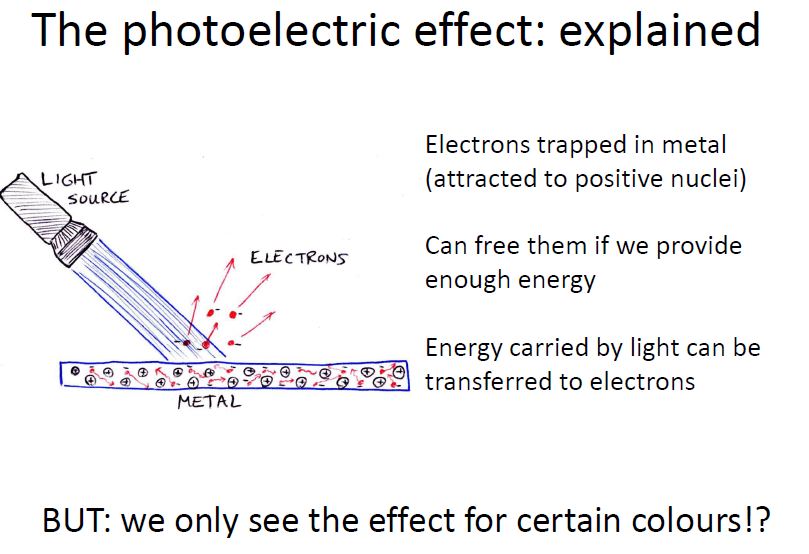 The photoelectric effect: explained
LIGHT
SOURCE
ELECTRONS
METAL
Electrons trapped in metal
(attracted to positive nuclei)
Can free them if we provide
enough energy
Energy carried by light can be
transferred to electrons
BUT: we only see the effect for certain colours!?